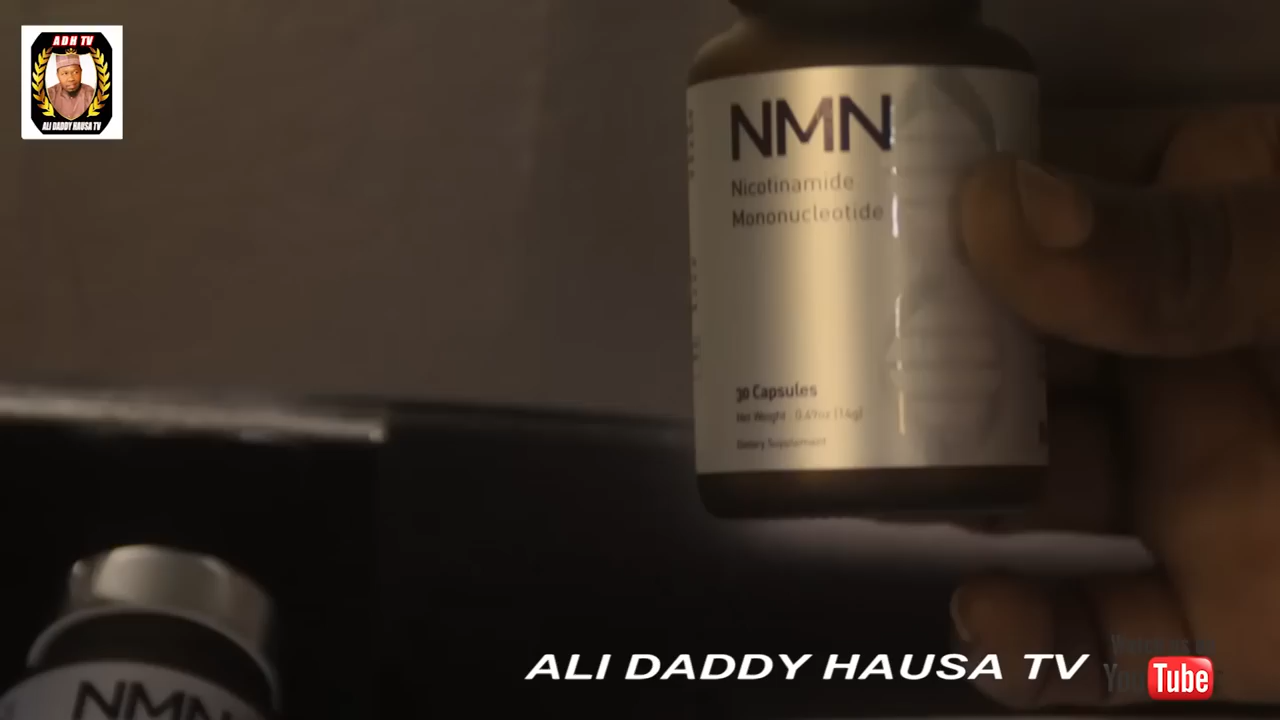 ADH TV
ALI DADDY HAUSA TV
NMN
Nicotinamide
Mononucleotide
30 Capsules
Net Weight : 0.49oz (14g)
Dietary Supplement
NMN
ALI DADDY HAUSA TV
YouTube